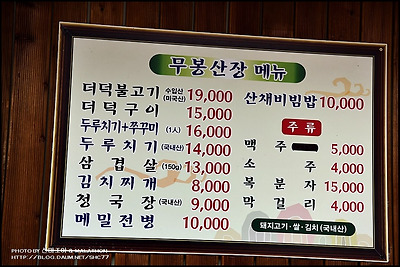 무봉산장 메뉴
더덕불고기 수입산 (미국산) 19,000
더덕구이 15,000
두루치기+쭈꾸미 (1人) 16,000
두루치기 (국내산) 14,000
삼겹살 (150g) 13,000
김치찌개 8,000
청국장 (국내산) 9,000
메밀전병 10,000
산채비빔밥 10,000
주류
맥주 5,000
소주 4,000
복분자 15,000
막걸리 4,000
돼지고기·쌀·김치 (국내산)
PHOTO BY & MALAPHON
HTTP://BLOG.DAUM.NET/SHC77